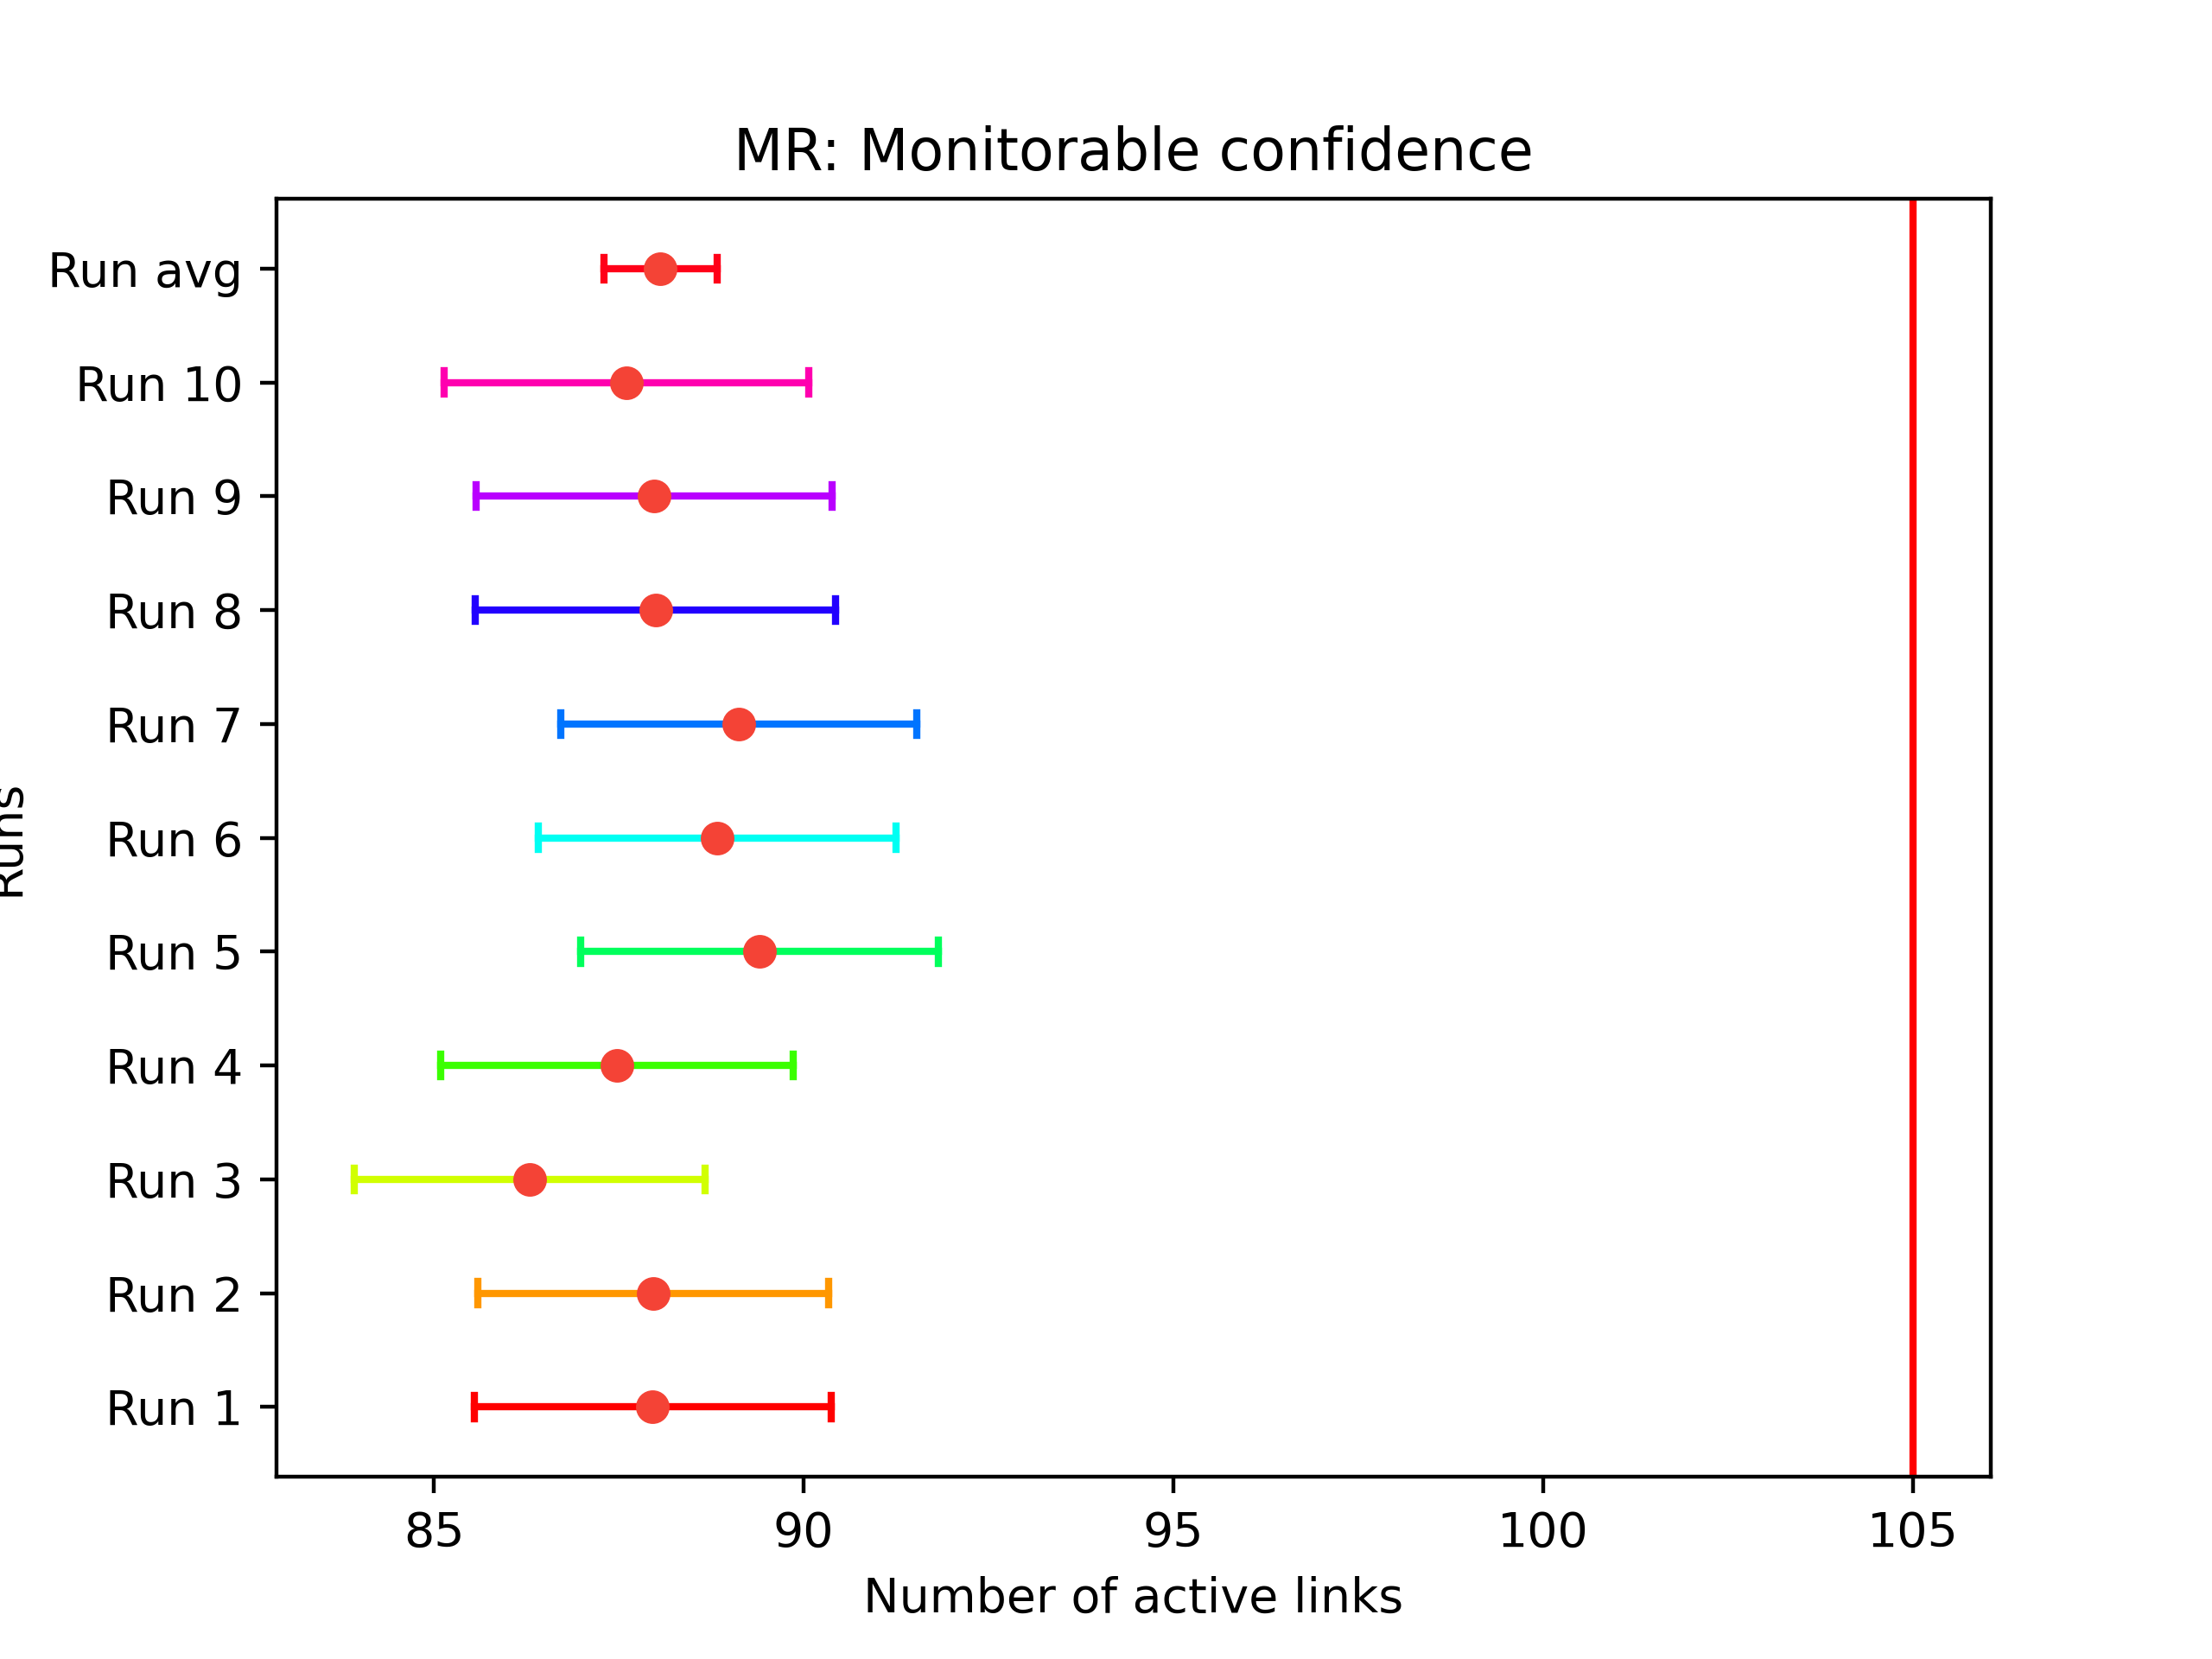 MR: Monitorable confidence
Run avg
Run 10
Run 9
Run 8
Run 7
Run 6
Run 5
Run 4
Run 3
Run 2
Run 1
Runs
85 90 95 100 105
Number of active links